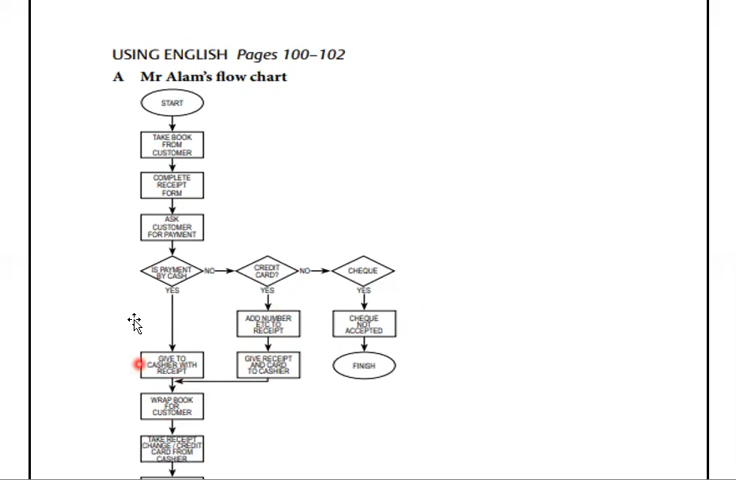 USING ENGLISH Pages 100–102
A Mr Alam's flow chart
START
TAKE BOOK
FROM
CUSTOMER
COMPLETE
RECEIPT
FORM
ASK
CUSTOMER
FOR PAYMENT
IS PAYMENT
BY CASH
NO
CREDIT
CARD?
NO
CHEQUE
YES
YES
YES
ADD NUMBER
ETC TO
RECEIPT
CHEQUE
NOT
ACCEPTED
GIVE TO
CASHIER WITH
RECEIPT
GIVE RECEIPT
AND CARD
TO CASHIER
FINISH
WRAP BOOK
FOR
CUSTOMER
TAKE RECEIPT
CHANGE / CREDIT
CARD FROM
CASHIER